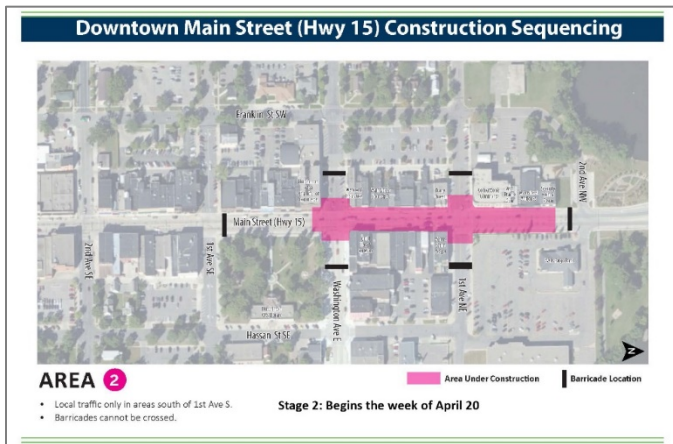 Downtown Main Street (Hwy 15) Construction Sequencing
Franklin St SW
2nd Ave NW
Main Street (Hwy 15)
2nd Ave SE
1st Ave SE
Washington Ave E
1st Ave NE
Hassan St SE
N
AREA 2
Area Under Construction
Barricade Location
• Local traffic only in areas south of 1st Ave S.
• Barricades cannot be crossed.
Stage 2: Begins the week of April 20